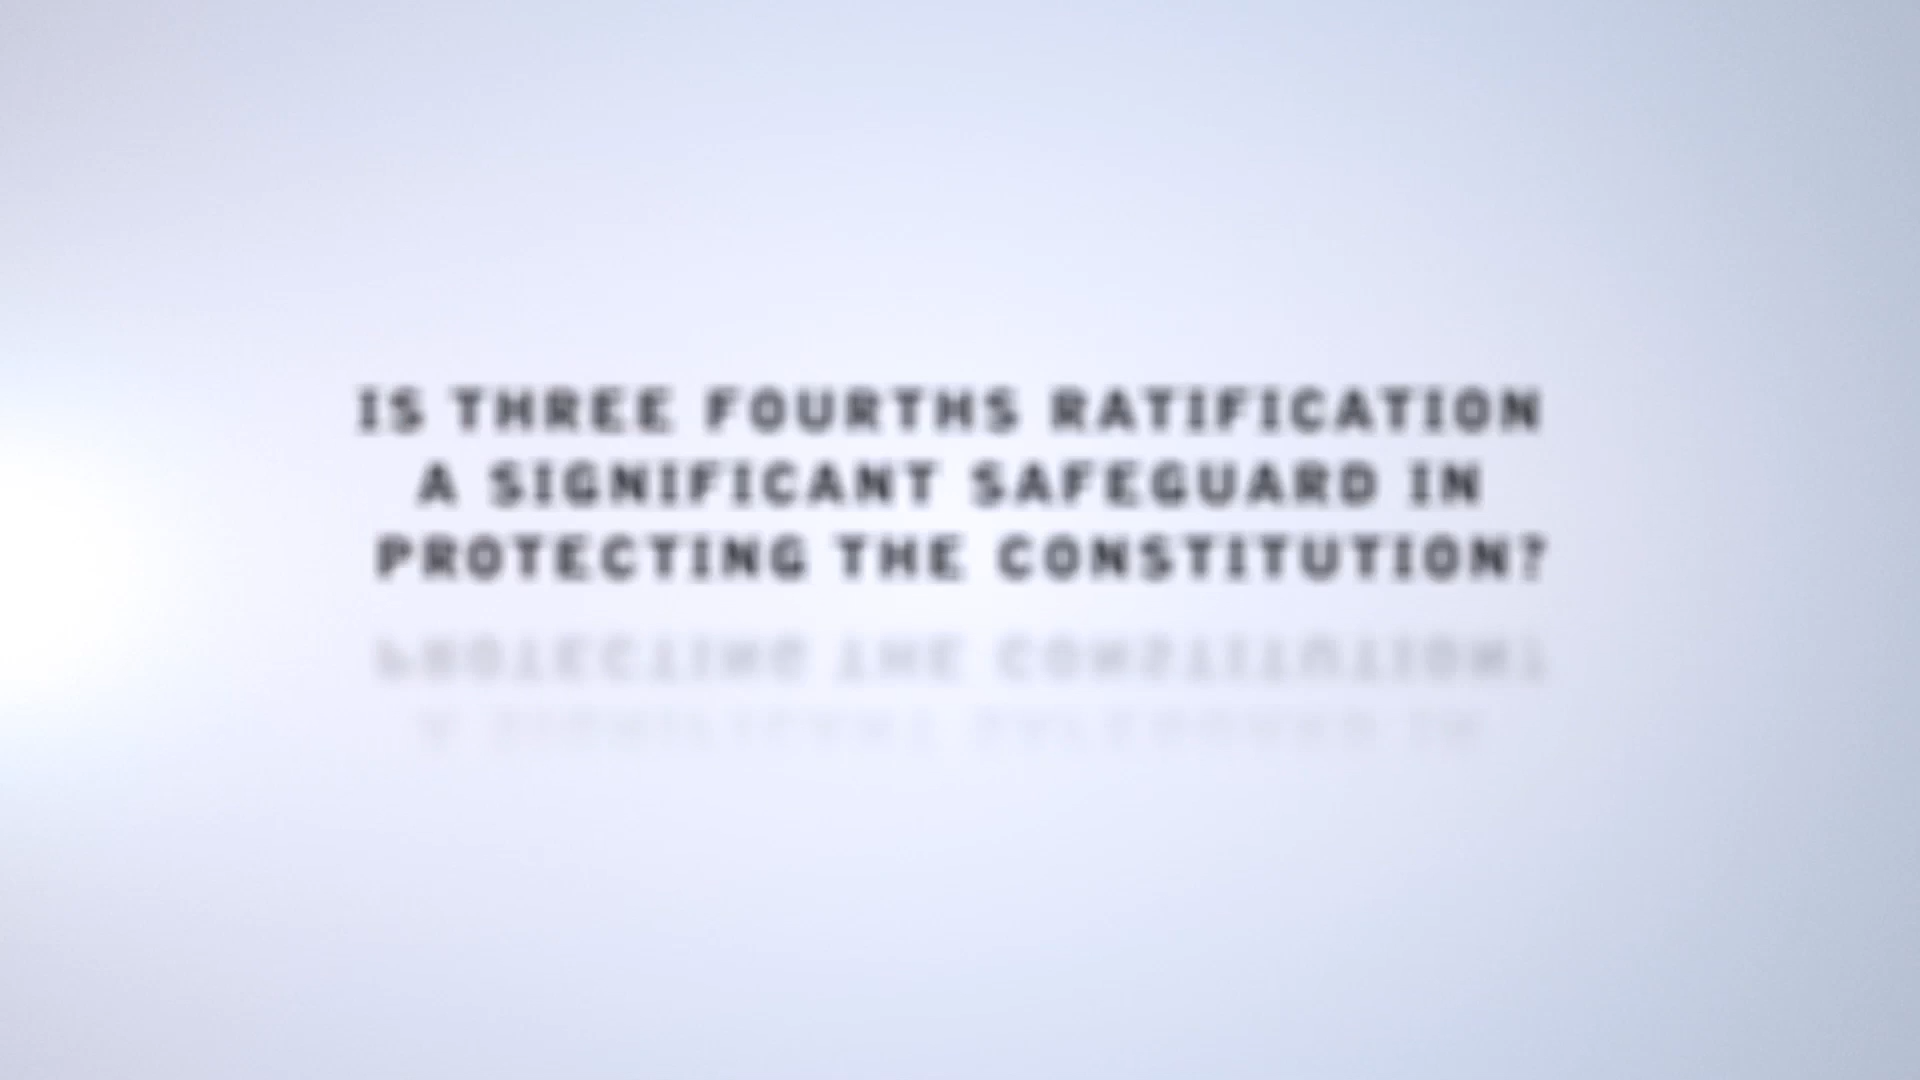 IS THREE FOURTHS RATIFICATION
A SIGNIFICANT SAFEGUARD IN
PROTECTING THE CONSTITUTION?